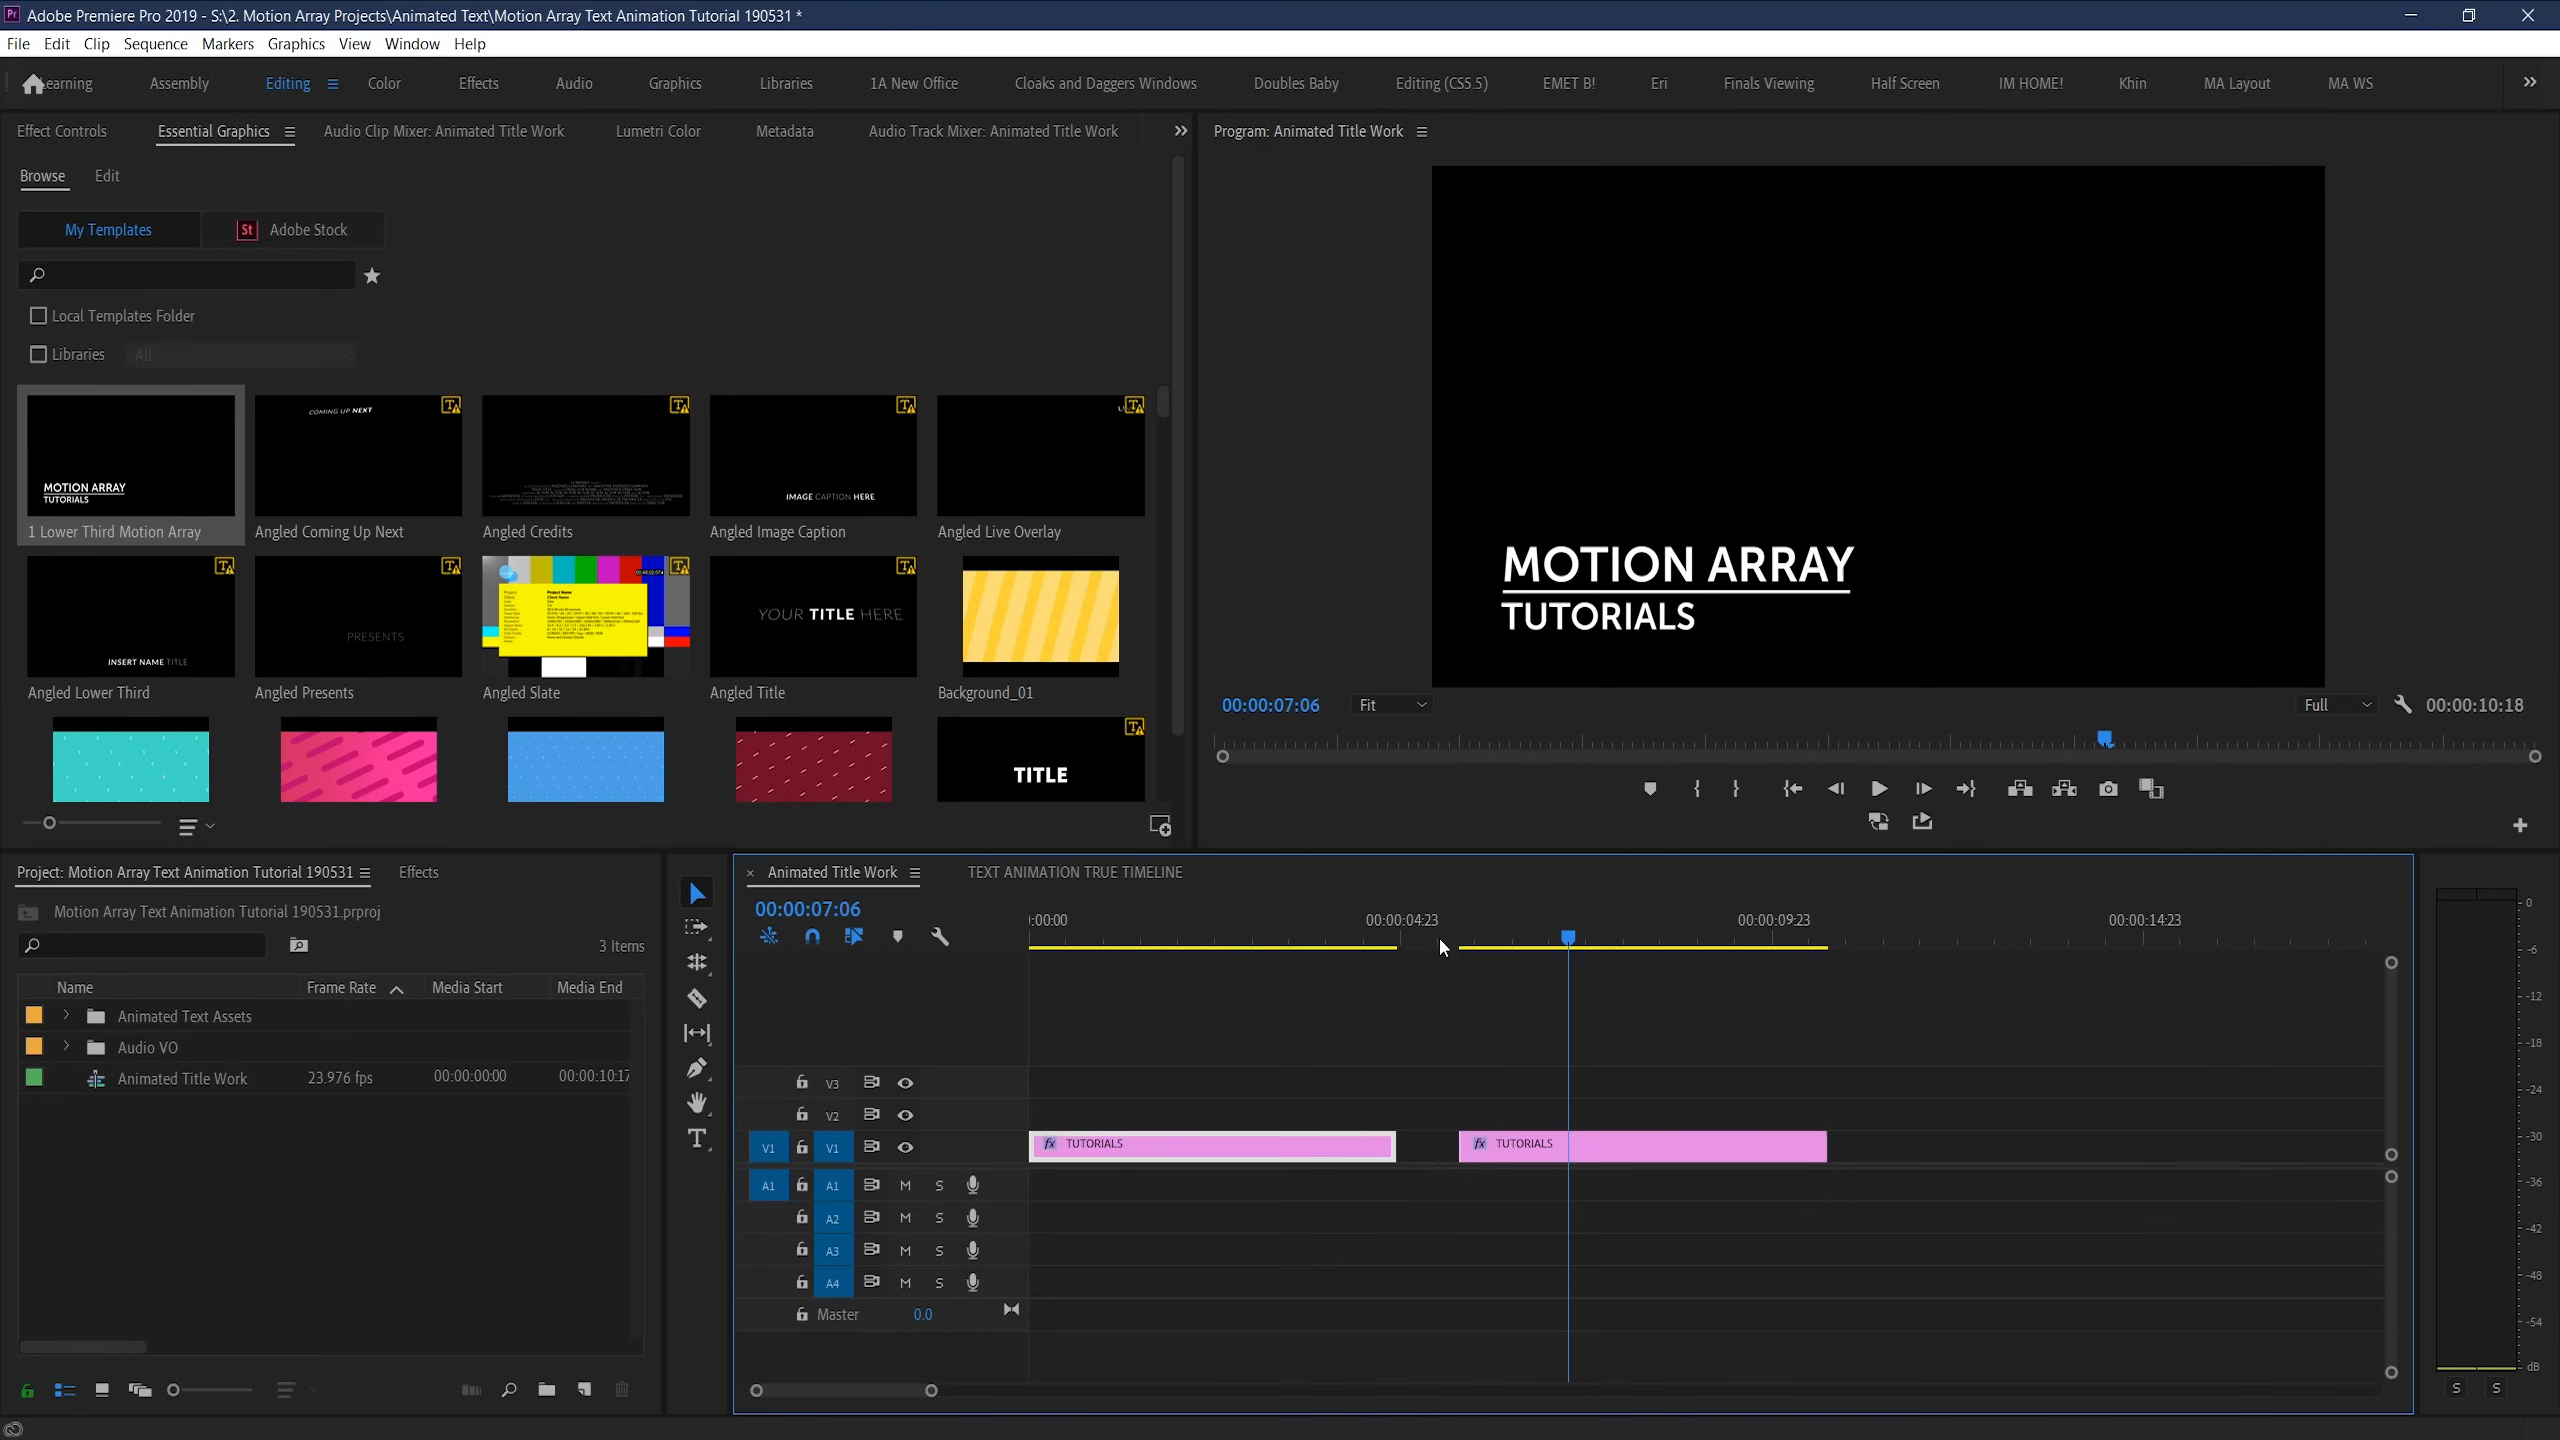 Adobe Premiere Pro 2019 - S:\2. Motion Array Projects\Animated Text\Motion Array Text Animation Tutorial 190531 *
File Edit Clip Sequence Markers Graphics View Window Help
earning Assembly Editing Color Effects Audio Graphics Libraries 1A New Office Cloaks and Daggers Windows Doubles Baby Editing (CS5.5) EMET B! Eri Finals Viewing Half Screen IM HOME! Khin MA Layout MA WS
Effect Controls Essential Graphics Audio Clip Mixer: Animated Title Work Lumetri Color Metadata Audio Track Mixer: Animated Title Work
Program: Animated Title Work
Browse Edit
My Templates St Adobe Stock
Local Templates Folder
Libraries All
COMING UP NEXT
MOTION ARRAY
TUTORIALS
IMAGE CAPTION HERE
1 Lower Third Motion Array Angled Coming Up Next Angled Credits Angled Image Caption Angled Live Overlay
INSERT NAME TITLE
PRESENTS
Project Name
YOUR TITLE HERE
Angled Lower Third Angled Presents Angled Slate Angled Title Background_01
TITLE
MOTION ARRAY
TUTORIALS
00:00:07:06 Fit Full 00:00:10:18
Project: Motion Array Text Animation Tutorial 190531 Effects
Motion Array Text Animation Tutorial 190531.prproj
3 Items
Name Frame Rate Media Start Media End
Animated Text Assets
Audio VO
Animated Title Work 23.976 fps 00:00:00:00 00:00:10:17
× Animated Title Work TEXT ANIMATION TRUE TIMELINE
00:00:07:06
:00:00 00:00:04:23 00:00:09:23 00:00:14:23
V3
V2
V1 V1 fx TUTORIALS fx TUTORIALS
A1 A1 M S
A2 M S
A3 M S
A4 M S
Master 0.0
0
-6
-12
-18
-24
-30
-36
-42
-48
-54
dB
S S